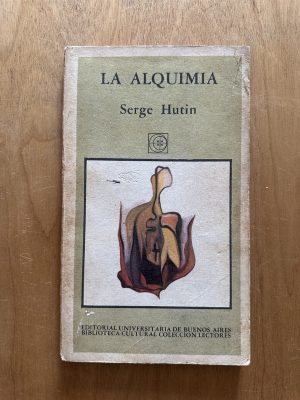 LA ALQUIMIA
Serge Hutin
EDITORIAL UNIVERSITARIA DE BUENOS AIRES
BIBLIOTECA CULTURAL COLECCION LECTORES